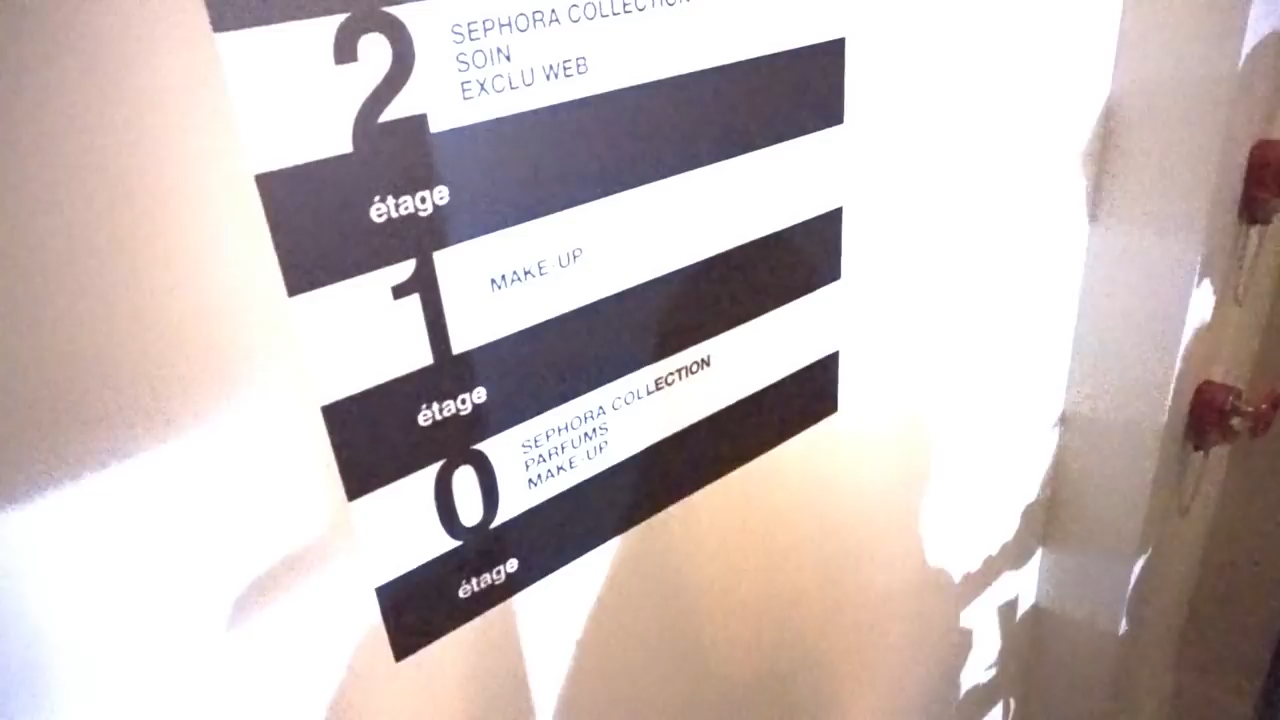 2
SEPHORA COLLECTION
SOIN
EXCLU WEB
étage
1
MAKE-UP
étage
0
SEPHORA COLLECTION
PARFUMS
MAKE-UP
étage